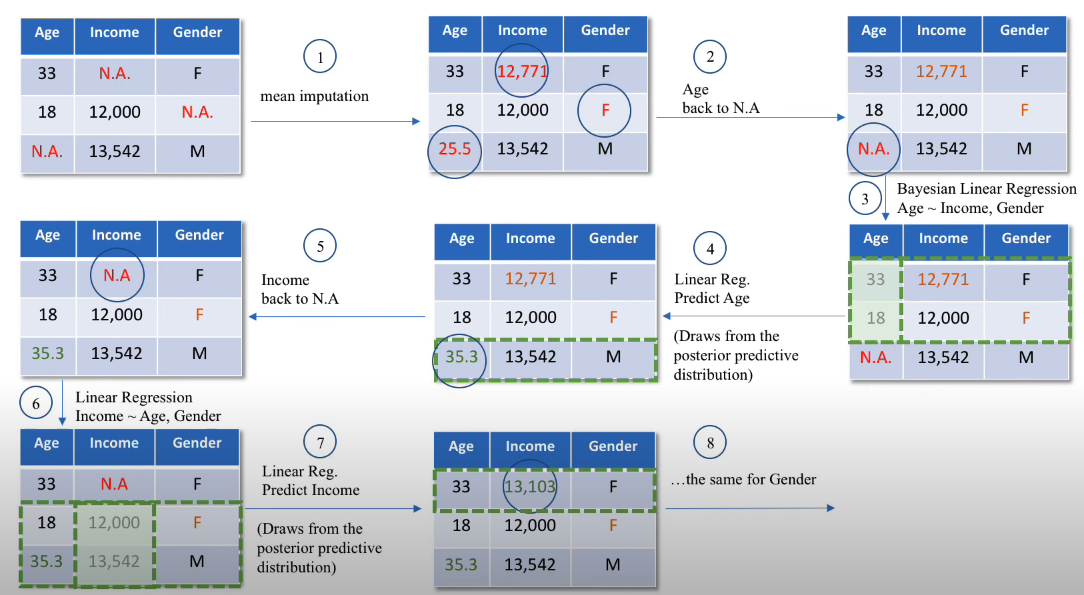 Age Income Gender
33 N.A. F
18 12,000 N.A.
N.A. 13,542 M
1
mean imputation
Age Income Gender
33 12,771 F
18 12,000 F
25.5 13,542 M
2
Age
back to N.A
Age Income Gender
33 12,771 F
18 12,000 F
N.A. 13,542 M
3
Bayesian Linear Regression
Age ~ Income, Gender
Age Income Gender
33 12,771 F
18 12,000 F
N.A. 13,542 M
4
Linear Reg.
Predict Age
(Draws from the
posterior predictive
distribution)
Age Income Gender
33 12,771 F
18 12,000 F
35.3 13,542 M
5
Income
back to N.A
Age Income Gender
33 N.A F
18 12,000 F
35.3 13,542 M
6
Linear Regression
Income ~ Age, Gender
Age Income Gender
33 N.A F
18 12,000 F
35.3 13,542 M
7
Linear Reg.
Predict Income
(Draws from the
posterior predictive
distribution)
Age Income Gender
33 13,103 F
18 12,000 F
35.3 13,542 M
8
…the same for Gender